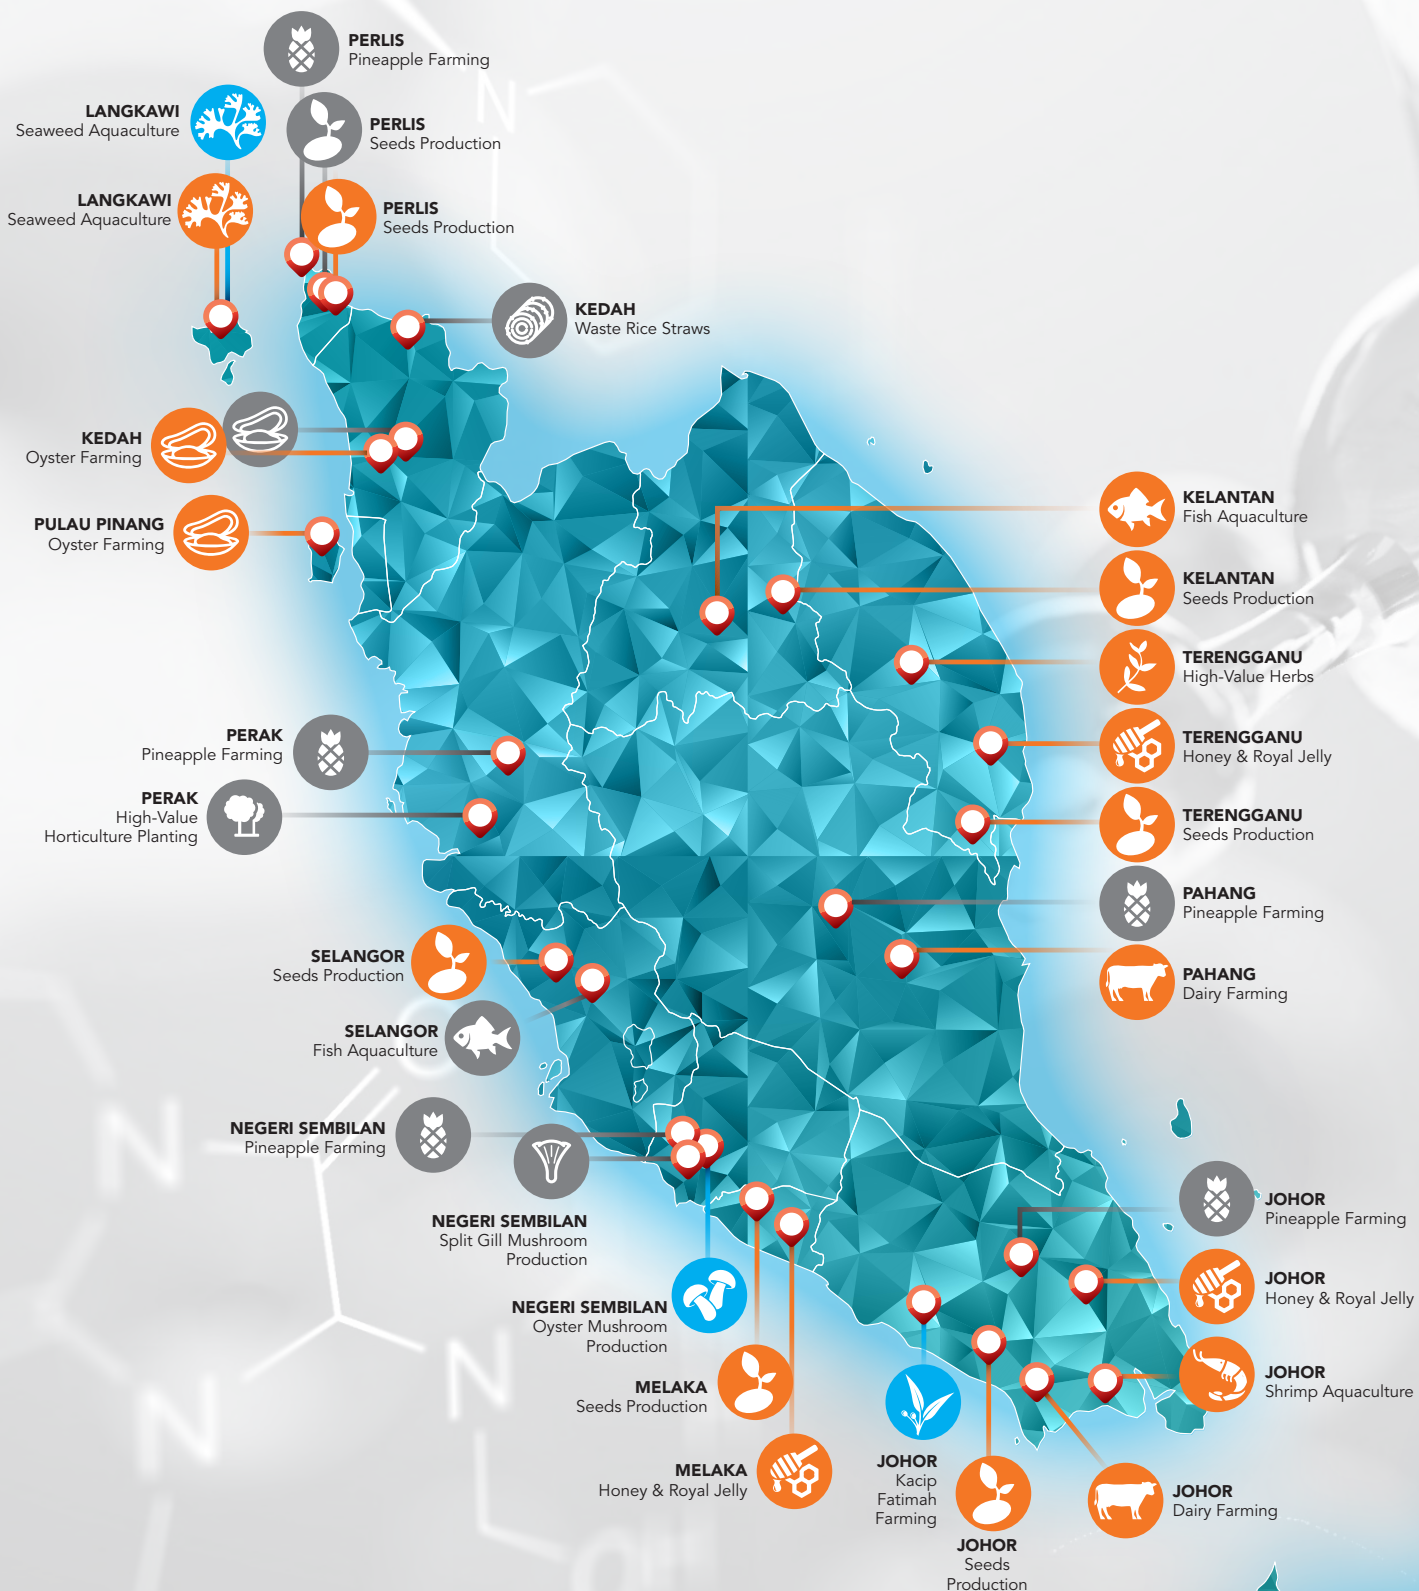 PERLIS
Pineapple Farming
LANGKAWI
Seaweed Aquaculture
PERLIS
Seeds Production
LANGKAWI
Seaweed Aquaculture
PERLIS
Seeds Production
KEDAH
Waste Rice Straws
KEDAH
Oyster Farming
PULAU PINANG
Oyster Farming
KELANTAN
Fish Aquaculture
KELANTAN
Seeds Production
TERENGGANU
High-Value Herbs
TERENGGANU
Honey & Royal Jelly
TERENGGANU
Seeds Production
PERAK
Pineapple Farming
PERAK
High-Value
Horticulture Planting
PAHANG
Pineapple Farming
PAHANG
Dairy Farming
SELANGOR
Seeds Production
SELANGOR
Fish Aquaculture
NEGERI SEMBILAN
Pineapple Farming
NEGERI SEMBILAN
Split Gill Mushroom
Production
NEGERI SEMBILAN
Oyster Mushroom
Production
MELAKA
Seeds Production
MELAKA
Honey & Royal Jelly
JOHOR
Pineapple Farming
JOHOR
Honey & Royal Jelly
JOHOR
Shrimp Aquaculture
JOHOR
Kacip
Fatimah
Farming
JOHOR
Seeds
Production
JOHOR
Dairy Farming
N
O
N
N
N
OH